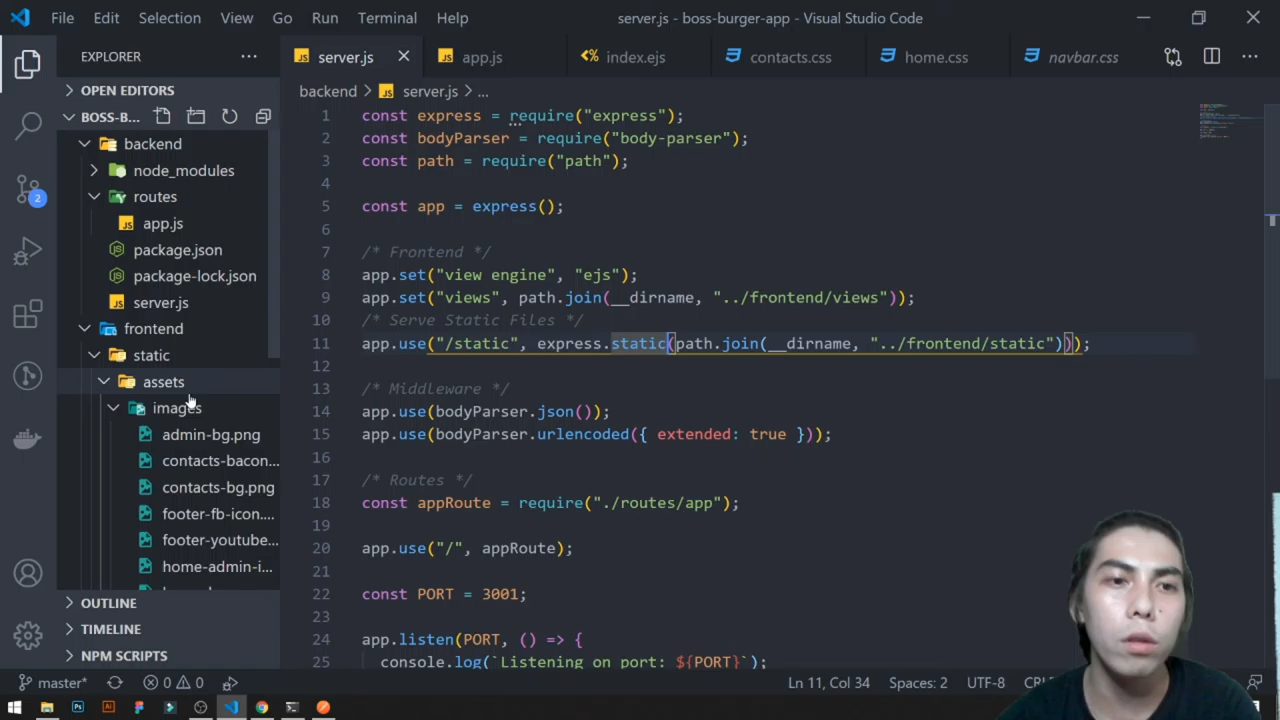 File Edit Selection View Go Run Terminal Help
server.js - boss-burger-app - Visual Studio Code
EXPLORER
OPEN EDITORS
BOSS-B...
backend
node_modules
routes
app.js
package.json
package-lock.json
server.js
frontend
static
assets
images
admin-bg.png
contacts-bacon...
contacts-bg.png
footer-fb-icon....
footer-youtube...
home-admin-i...
OUTLINE
TIMELINE
NPM SCRIPTS
2
server.js app.js index.ejs contacts.css home.css navbar.css
backend > server.js > ...
1 const express = require("express");
2 const bodyParser = require("body-parser");
3 const path = require("path");
4
5 const app = express();
6
7 /* Frontend */
8 app.set("view engine", "ejs");
9 app.set("views", path.join(__dirname, "../frontend/views"));
10 /* Serve Static Files */
11 app.use("/static", express.static(path.join(__dirname, "../frontend/static")));
12
13 /* Middleware */
14 app.use(bodyParser.json());
15 app.use(bodyParser.urlencoded({ extended: true }));
16
17 /* Routes */
18 const appRoute = require("./routes/app");
19
20 app.use("/", appRoute);
21
22 const PORT = 3001;
23
24 app.listen(PORT, () => {
25 console.log(`Listening on port: ${PORT}`);
master* 0 0 Ln 11, Col 34 Spaces: 2 UTF-8